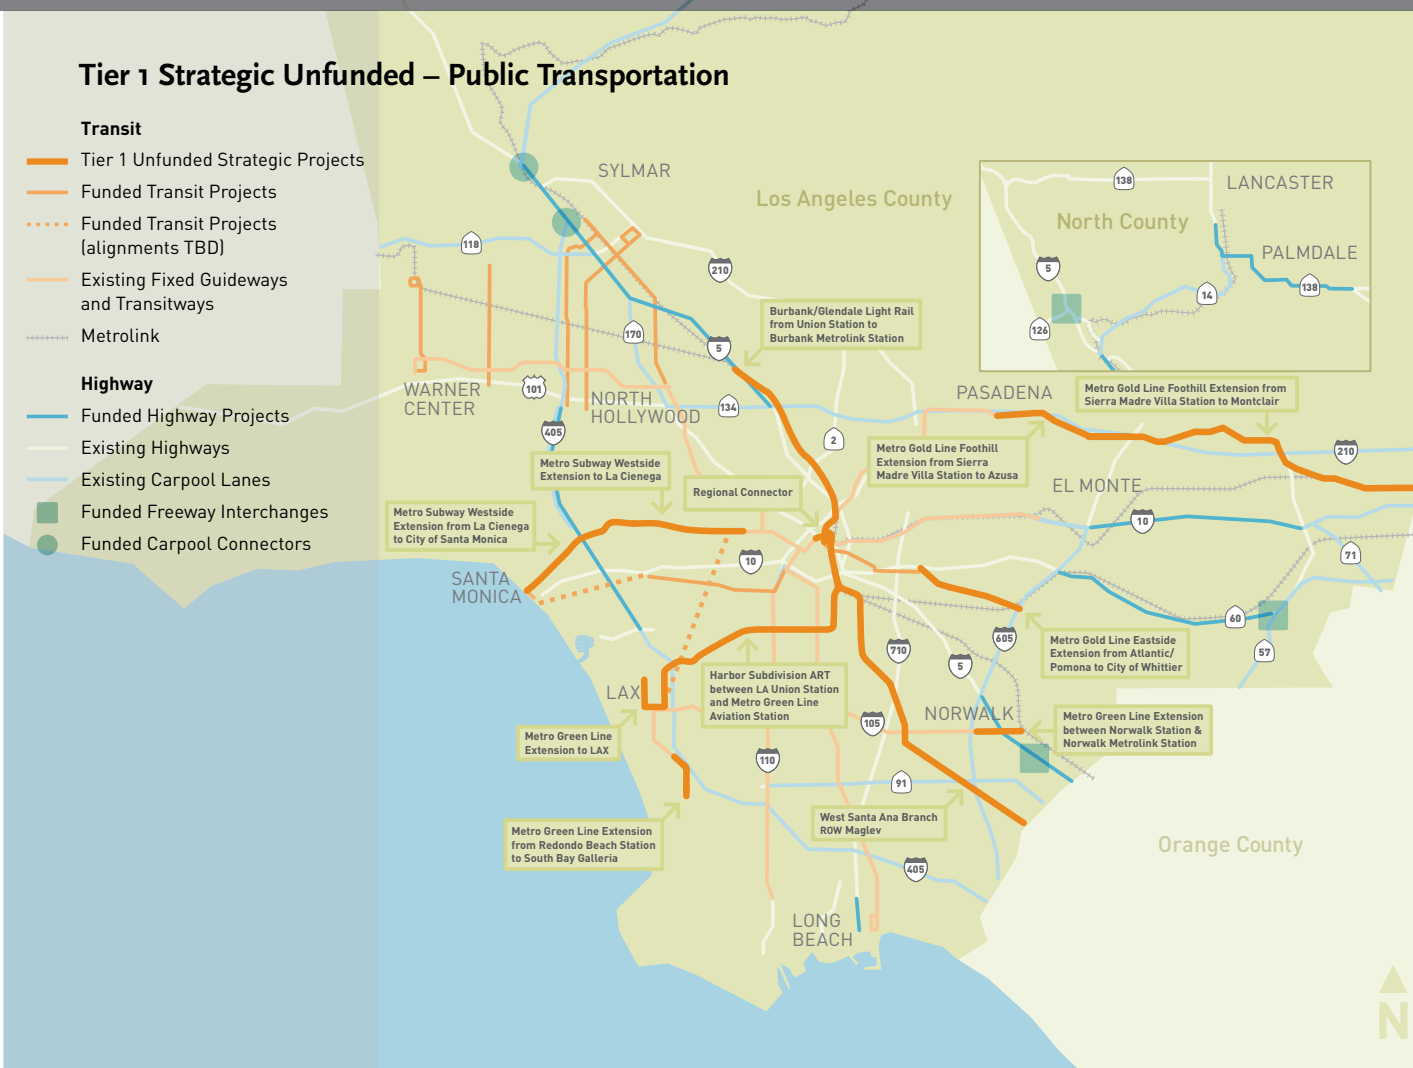 Tier 1 Strategic Unfunded – Public Transportation
Transit
Tier 1 Unfunded Strategic Projects
Funded Transit Projects
Funded Transit Projects
(alignments TBD)
Existing Fixed Guideways
and Transitways
Metrolink
Highway
Funded Highway Projects
Existing Highways
Existing Carpool Lanes
Funded Freeway Interchanges
Funded Carpool Connectors
SYLMAR
Los Angeles County
118
210
170
5
Burbank/Glendale Light Rail
from Union Station to
Burbank Metrolink Station
North County
LANCASTER
PALMDALE
138
5
14
138
126
WARNER
CENTER
101
NORTH
HOLLYWOOD
134
405
2
PASADENA
Metro Gold Line Foothill Extension from
Sierra Madre Villa Station to Montclair
Metro Gold Line Foothill
Extension from Sierra
Madre Villa Station to Azusa
210
Metro Subway Westside
Extension to La Cienega
Regional Connector
EL MONTE
Metro Subway Westside
Extension from La Cienega
to City of Santa Monica
10
10
71
SANTA
MONICA
60
57
605
710
5
Metro Gold Line Eastside
Extension from Atlantic/
Pomona to City of Whittier
LAX
Harbor Subdivision ART
between LA Union Station
and Metro Green Line
Aviation Station
NORWALK
105
Metro Green Line Extension
between Norwalk Station &
Norwalk Metrolink Station
Metro Green Line
Extension to LAX
110
91
West Santa Ana Branch
ROW Maglev
Metro Green Line Extension
from Redondo Beach Station
to South Bay Galleria
Orange County
405
LONG
BEACH
N